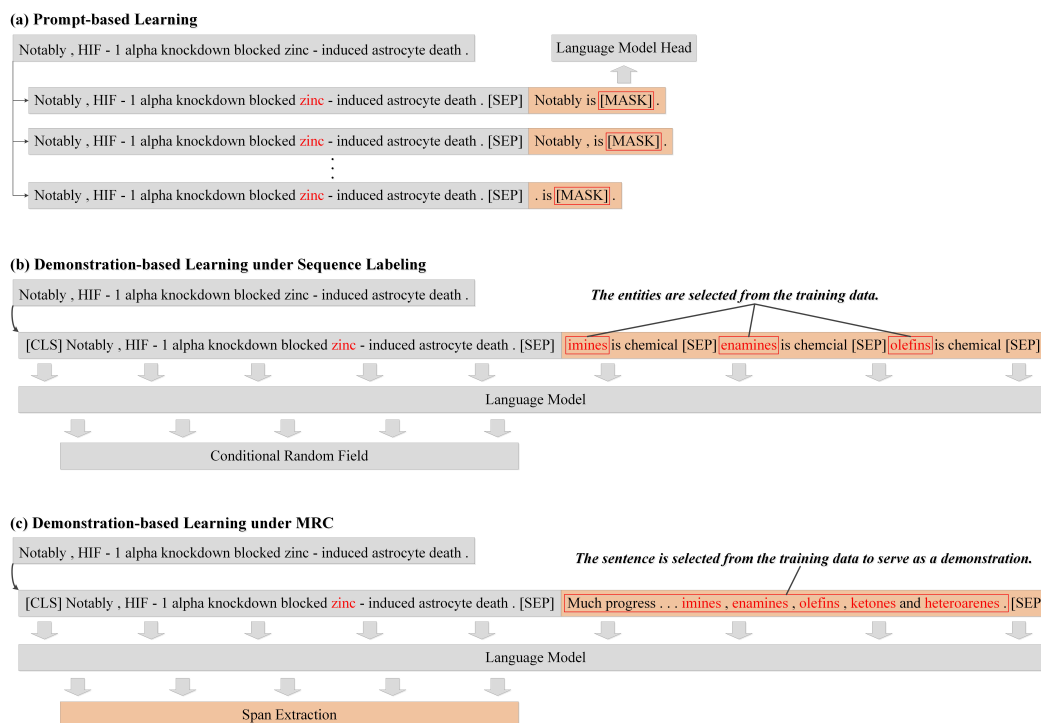 (a) Prompt-based Learning
Notably , HIF - 1 alpha knockdown blocked zinc - induced astrocyte death .
Language Model Head
Notably , HIF - 1 alpha knockdown blocked zinc - induced astrocyte death . [SEP] Notably is [MASK] .
Notably , HIF - 1 alpha knockdown blocked zinc - induced astrocyte death . [SEP] Notably , is [MASK] .
Notably , HIF - 1 alpha knockdown blocked zinc - induced astrocyte death . [SEP] . is [MASK] .
(b) Demonstration-based Learning under Sequence Labeling
Notably , HIF - 1 alpha knockdown blocked zinc - induced astrocyte death .
The entities are selected from the training data.
[CLS] Notably , HIF - 1 alpha knockdown blocked zinc - induced astrocyte death . [SEP] imines is chemical [SEP] enamines is chemcial [SEP] olefins is chemical [SEP]
Language Model
Conditional Random Field
(c) Demonstration-based Learning under MRC
Notably , HIF - 1 alpha knockdown blocked zinc - induced astrocyte death .
The sentence is selected from the training data to serve as a demonstration.
[CLS] Notably , HIF - 1 alpha knockdown blocked zinc - induced astrocyte death . [SEP] Much progress . . . imines , enamines , olefins , ketones and heteroarenes . [SEP
Language Model
Span Extraction